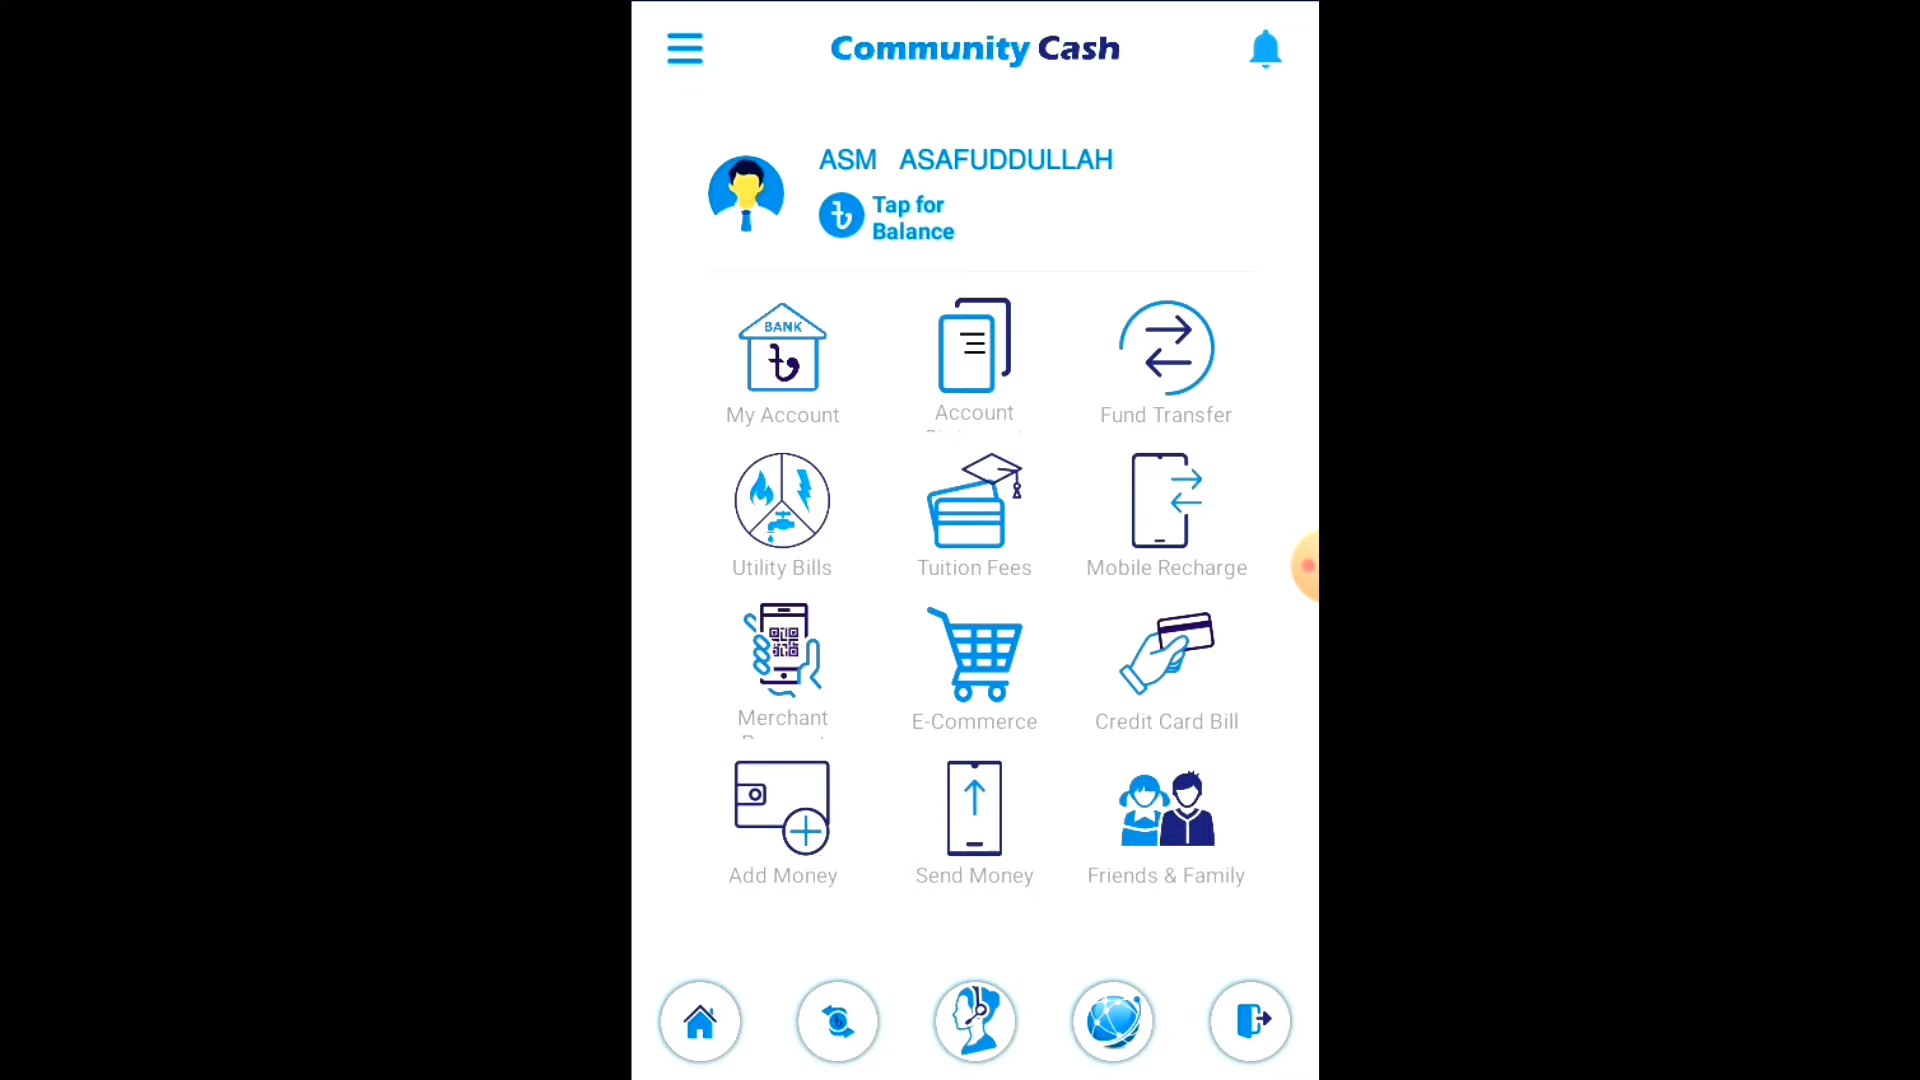 Community Cash
ASM ASAFUDDULLAH
৳ Tap for
Balance
BANK
৳
My Account
Account
Fund Transfer
Utility Bills
Tuition Fees
Mobile Recharge
Merchant
E-Commerce
Credit Card Bill
Add Money
Send Money
Friends & Family